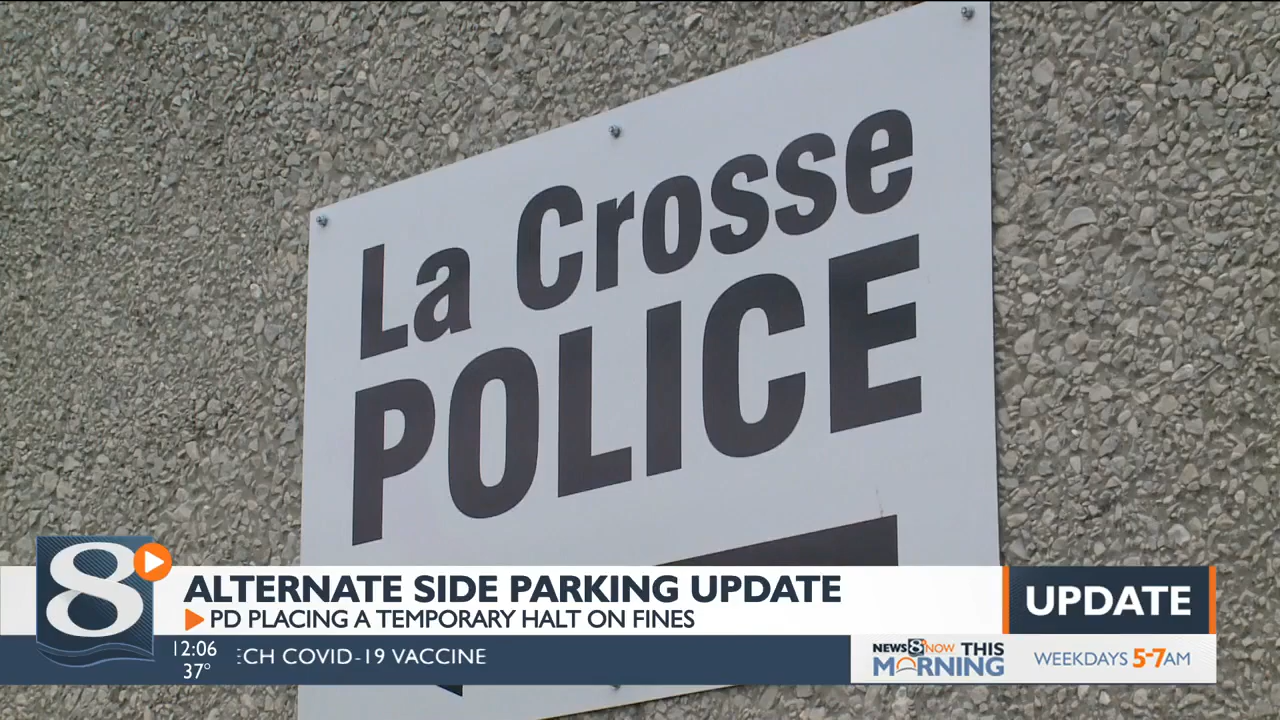 La Crosse
POLICE
8
ALTERNATE SIDE PARKING UPDATE
PD PLACING A TEMPORARY HALT ON FINES
UPDATE
12:06
37°
ECH COVID-19 VACCINE
NEWS 8 NOW THIS
MORNING
WEEKDAYS 5-7AM